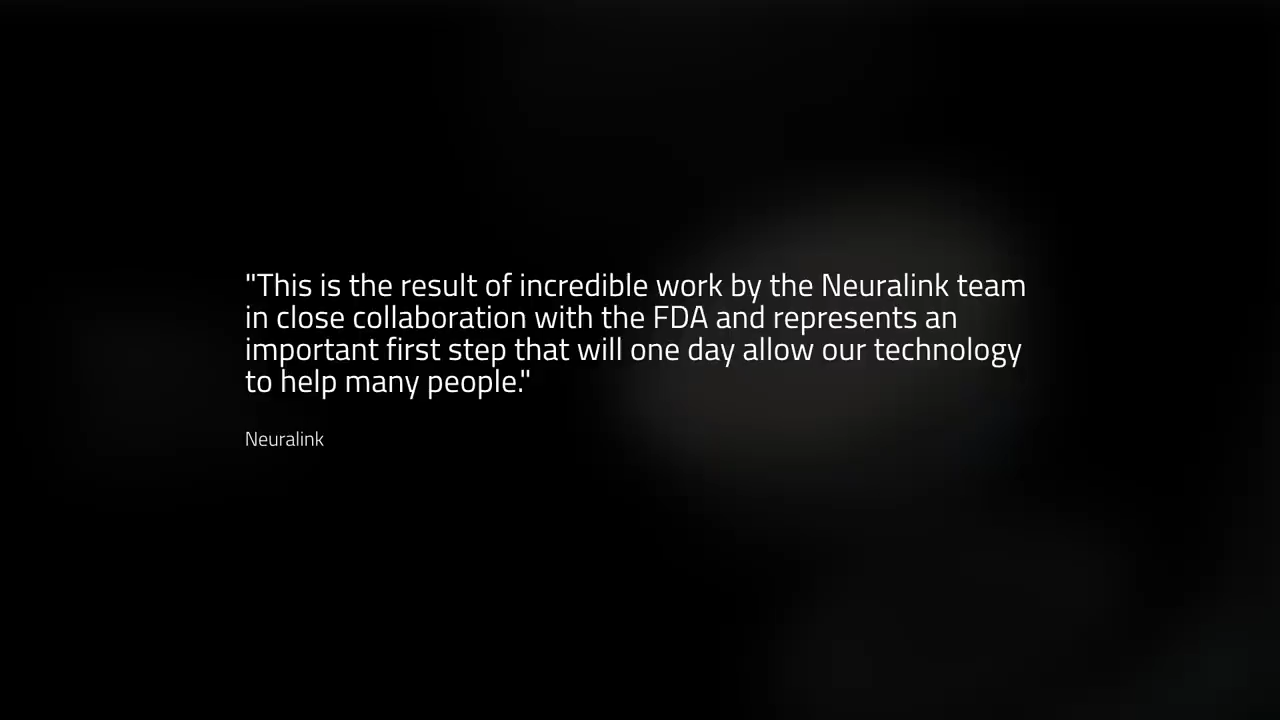 "This is the result of incredible work by the Neuralink team
in close collaboration with the FDA and represents an
important first step that will one day allow our technology
to help many people."
Neuralink